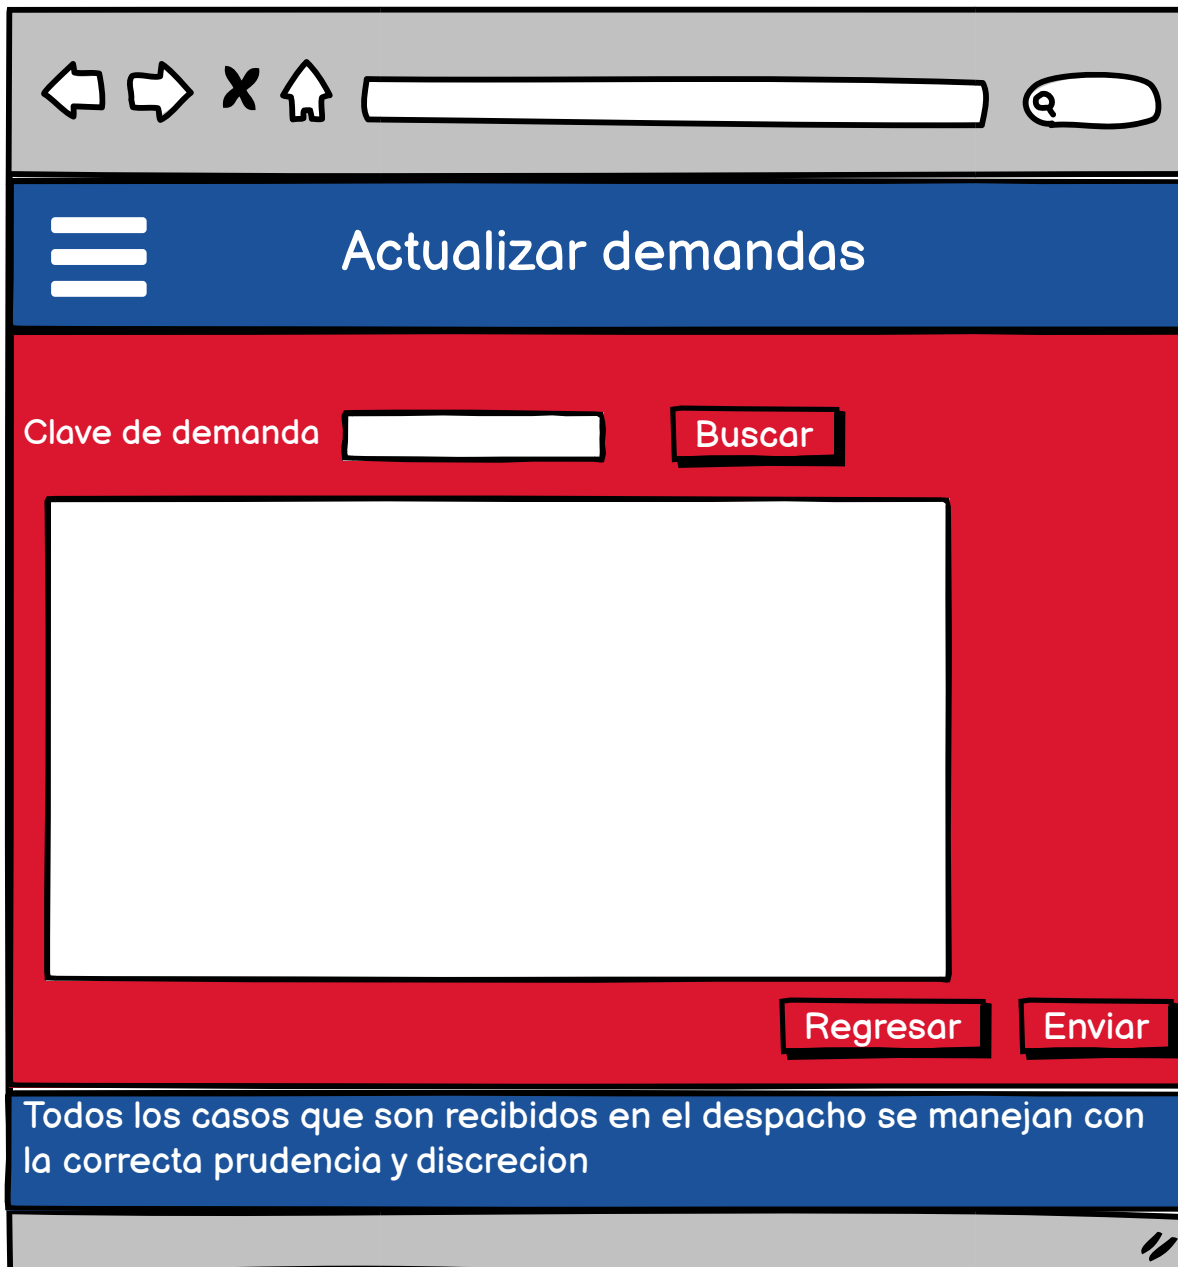 Actualizar demandas
Clave de demanda
Buscar
Regresar
Enviar
Todos los casos que son recibidos en el despacho se manejan con
la correcta prudencia y discrecion